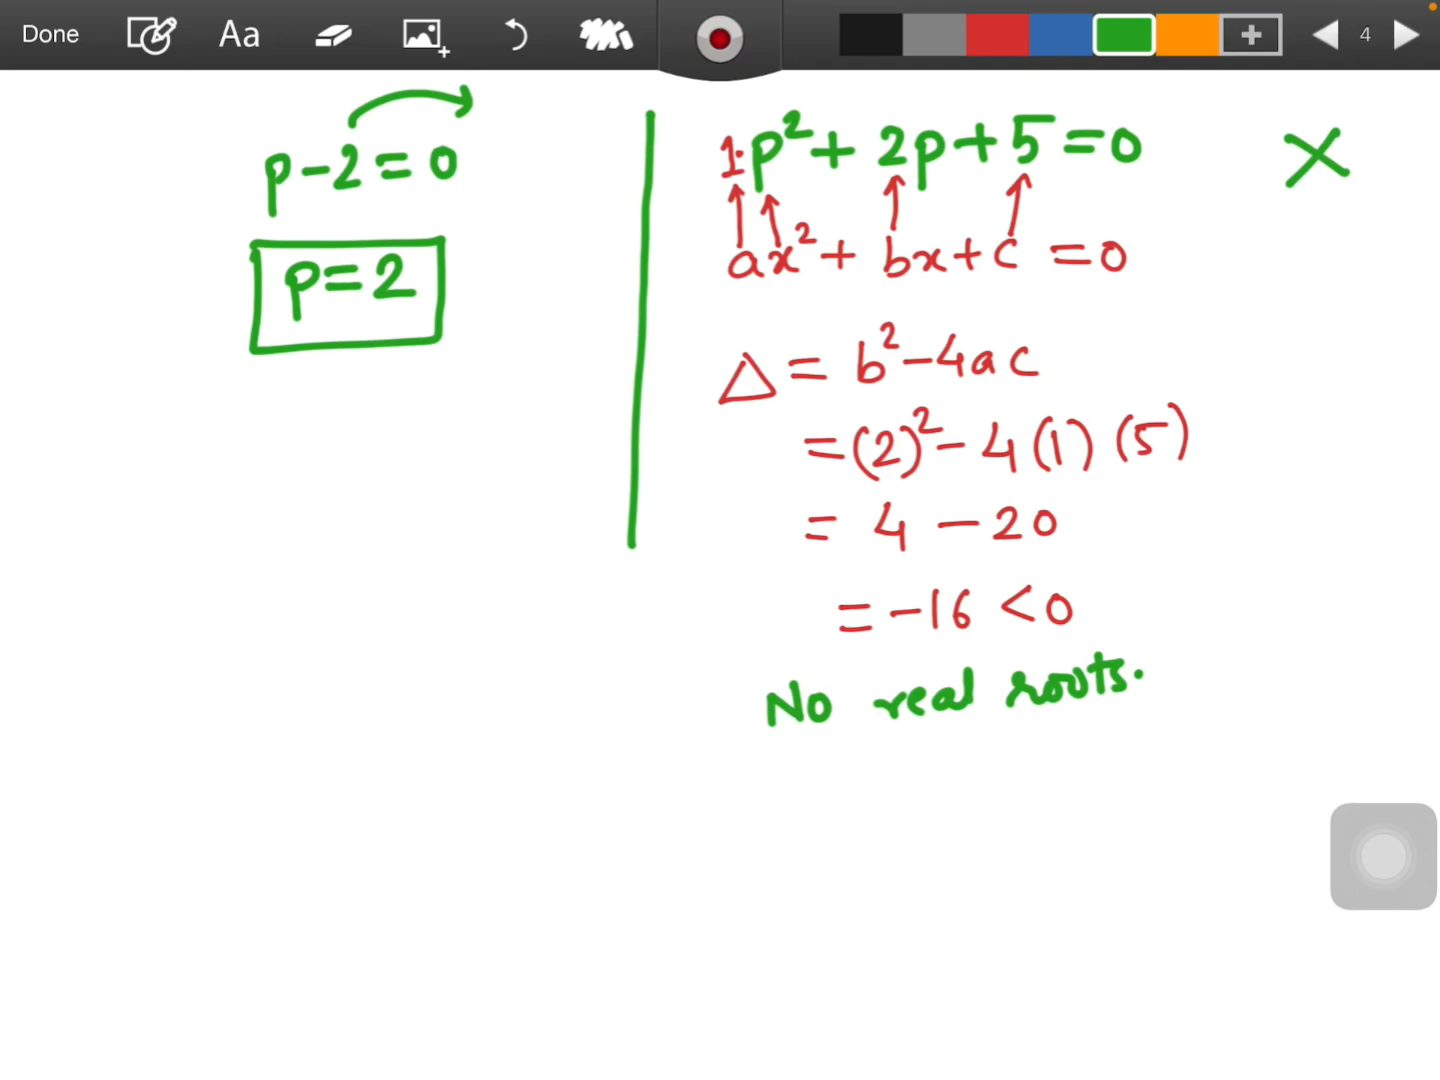 Done Aa 4
p-2=0
p=2
1·p²+2p+5=0
ax²+bx+c=0
△=b²-4ac
=(2)²-4(1)(5)
=4-20
=-16<0
No real roots.